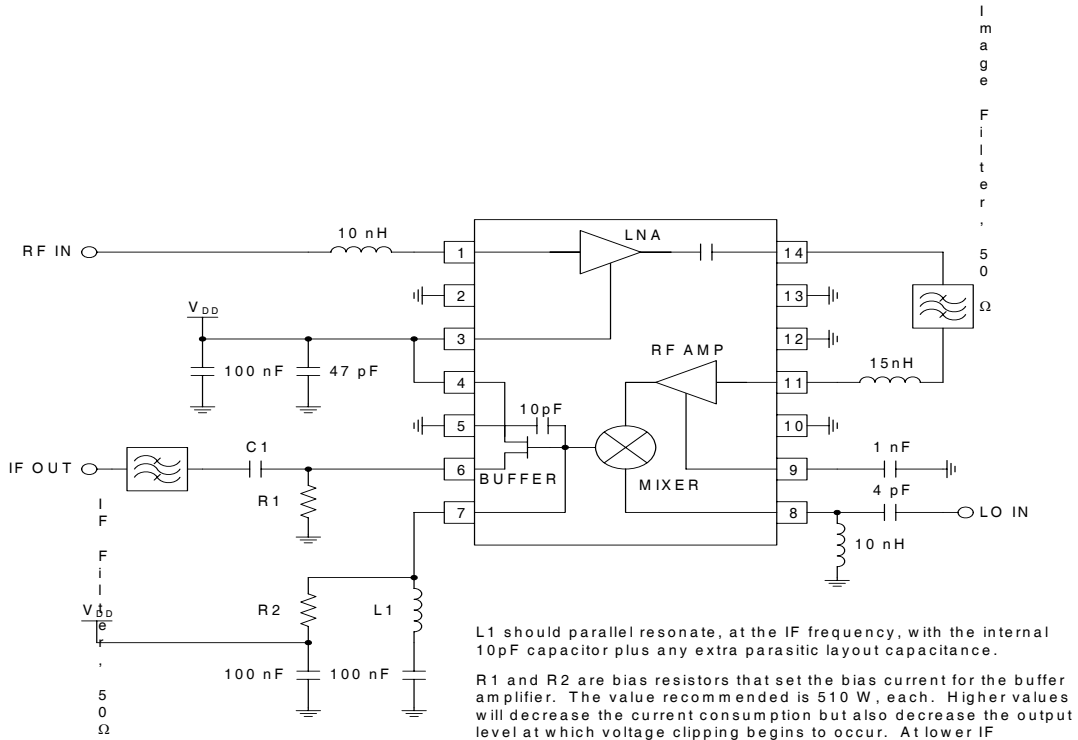 Image Filter, 50 Ω
10 nH
LNA
RF IN
1
14
2
13
VDD
3
12
RF AMP
15nH
100 nF
47 pF
4
11
10pF
5
10
C1
1 nF
IF OUT
6
9
BUFFER
MIXER
4 pF
R1
7
8
LO IN
10 nH
IF Filter, 50Ω
VDD
R2
L1
100 nF
100 nF
L1 should parallel resonate, at the IF frequency, with the internal
10pF capacitor plus any extra parasitic layout capacitance.
R1 and R2 are bias resistors that set the bias current for the buffer
amplifier. The value recommended is 510 W, each. Higher values
will decrease the current consumption but also decrease the output
level at which voltage clipping begins to occur. At lower IF